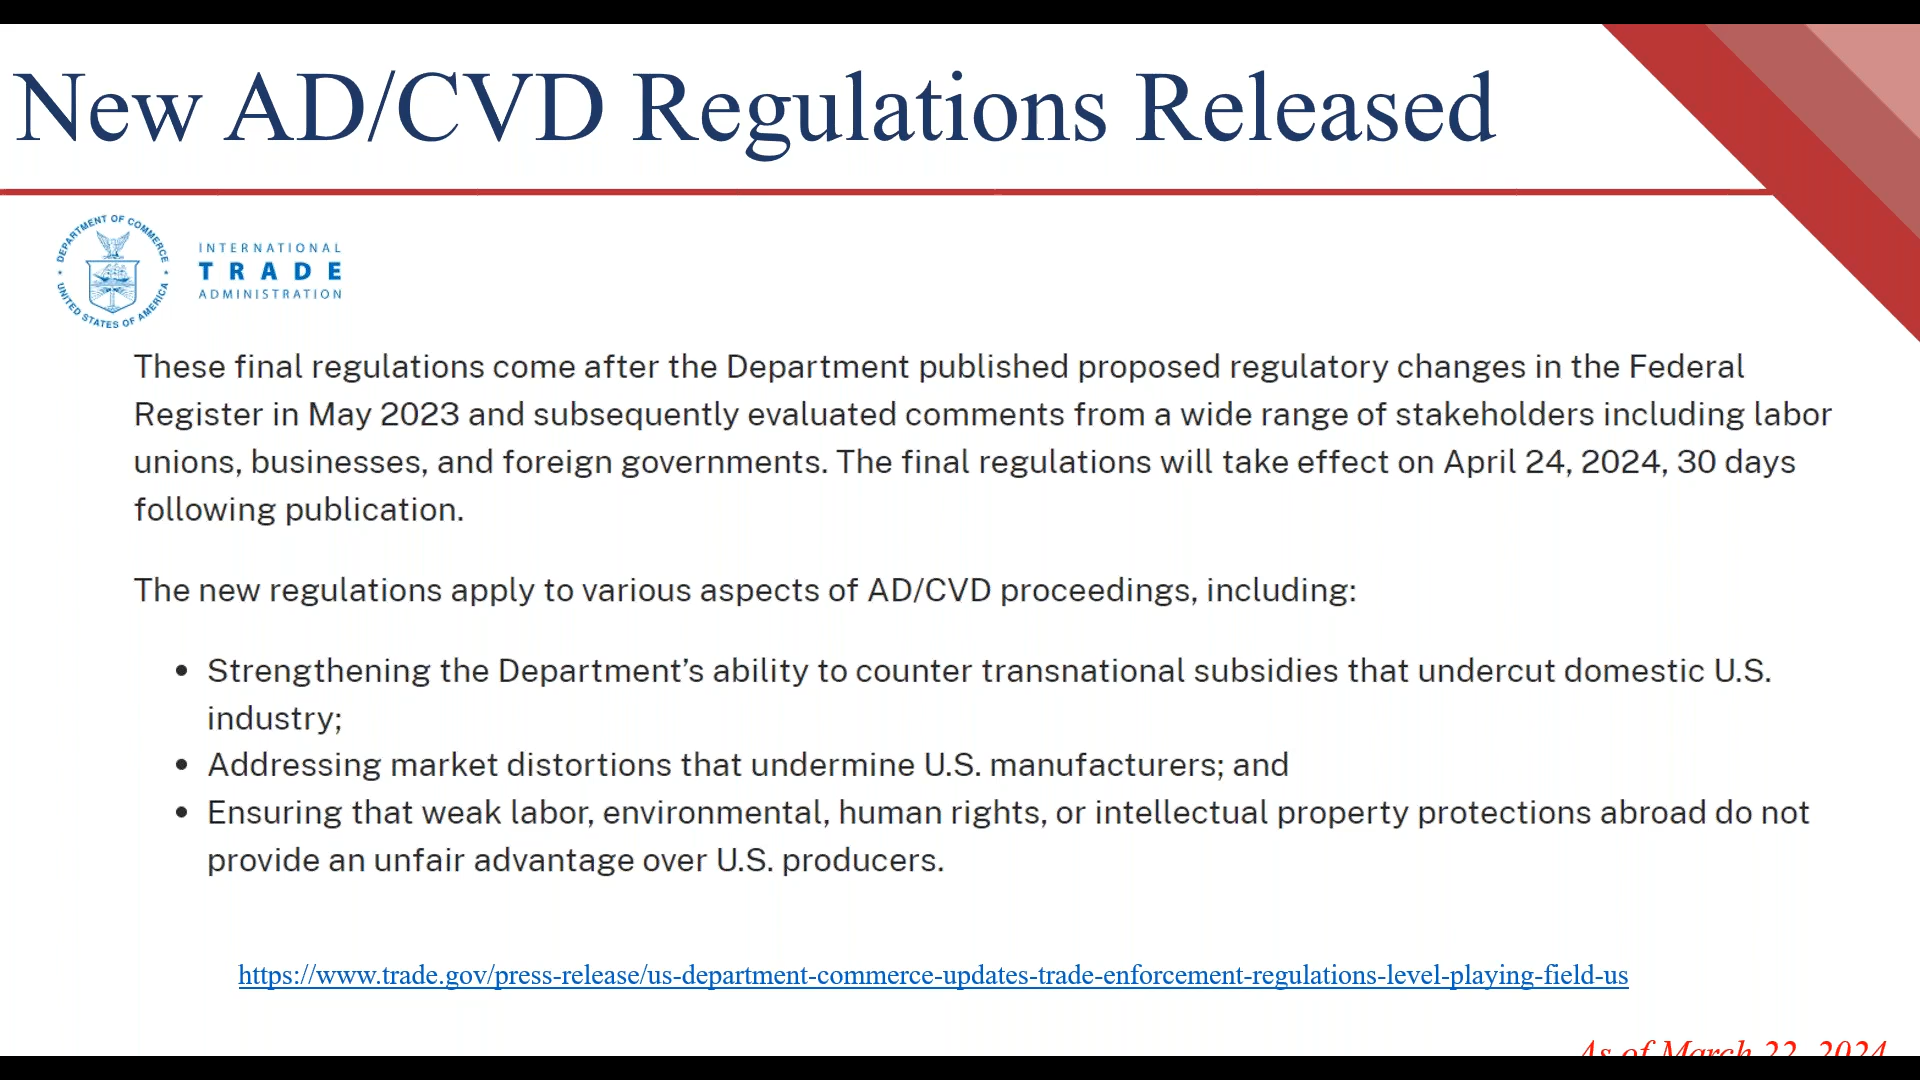 New AD/CVD Regulations Released
DEPARTMENT OF COMMERCE
UNITED STATES OF AMERICA
INTERNATIONAL
TRADE
ADMINISTRATION
These final regulations come after the Department published proposed regulatory changes in the Federal
Register in May 2023 and subsequently evaluated comments from a wide range of stakeholders including labor
unions, businesses, and foreign governments. The final regulations will take effect on April 24, 2024, 30 days
following publication.
The new regulations apply to various aspects of AD/CVD proceedings, including:
• Strengthening the Department’s ability to counter transnational subsidies that undercut domestic U.S.
industry;
• Addressing market distortions that undermine U.S. manufacturers; and
• Ensuring that weak labor, environmental, human rights, or intellectual property protections abroad do not
provide an unfair advantage over U.S. producers.
https://www.trade.gov/press-release/us-department-commerce-updates-trade-enforcement-regulations-level-playing-field-us
As of March 22, 2024